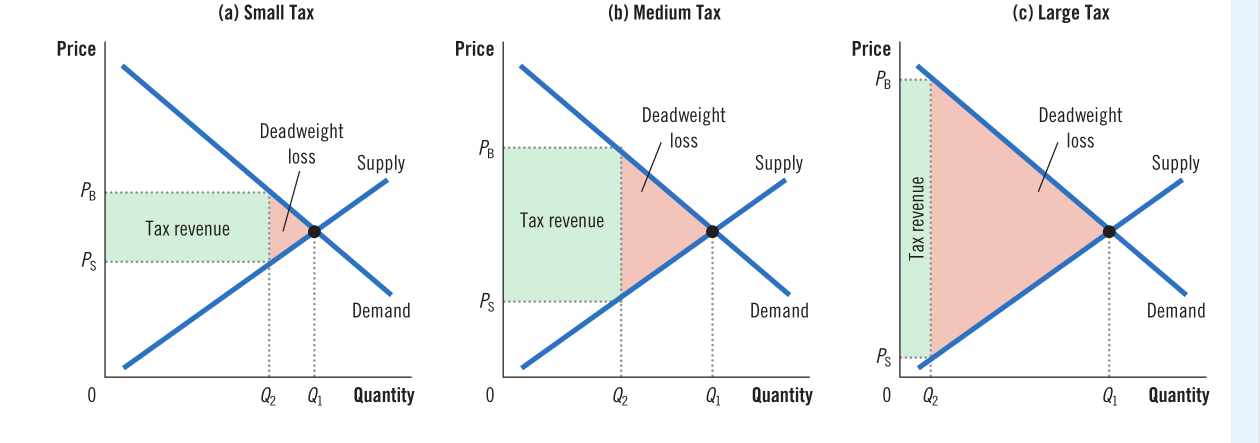 (a) Small Tax
Price
Deadweight
loss
Supply
P_B
Tax revenue
P_S
Demand
0
Q_2
Q_1
Quantity
(b) Medium Tax
Price
Deadweight
loss
P_B
Supply
Tax revenue
P_S
Demand
0
Q_2
Q_1
Quantity
(c) Large Tax
Price
P_B
Deadweight
loss
Supply
Tax revenue
Demand
P_S
0
Q_2
Q_1
Quantity